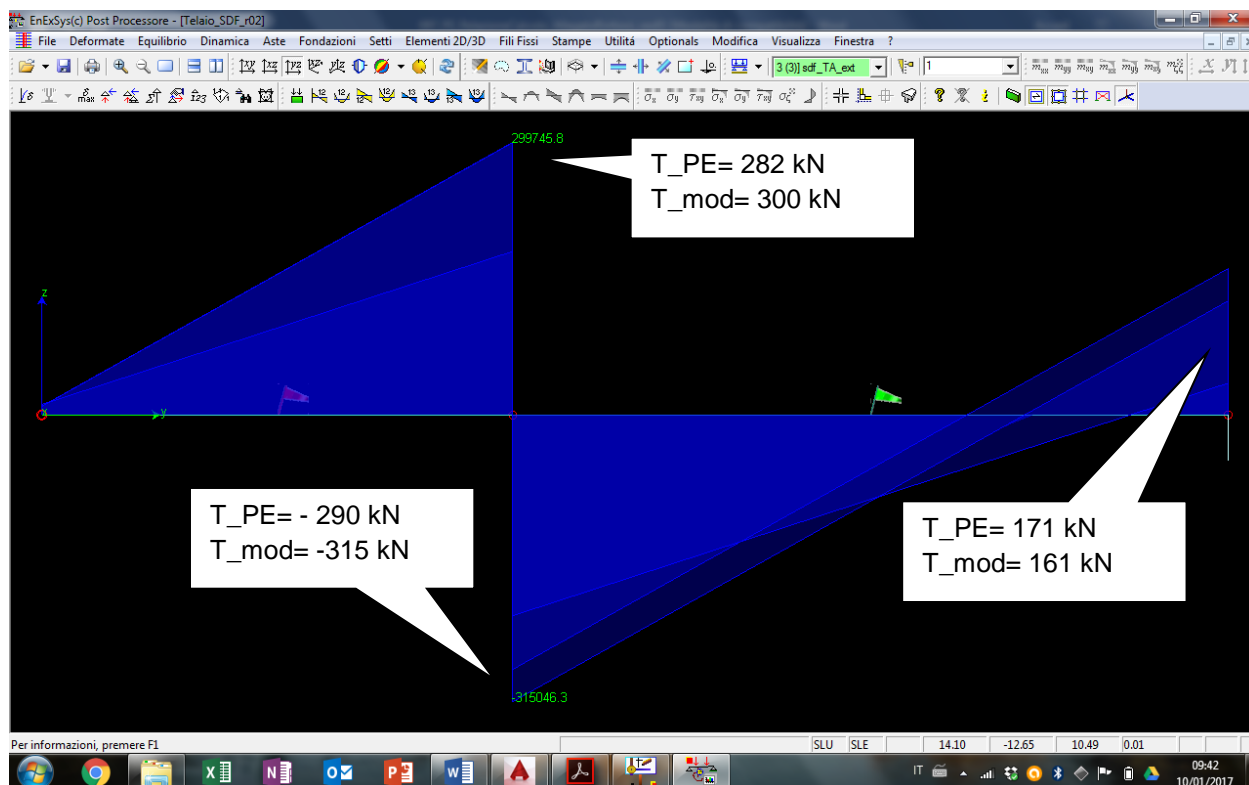 EnExSys(c) Post Processore - [Telaio_SDF_r02]
File Deformate Equilibrio Dinamica Aste Fondazioni Setti Elementi 2D/3D Fili Fissi Stampe Utilitá Optionals Modifica Visualizza Finestra ?
3 (3)] sdf_TA_ext 1
299745.8
T_PE= 282 kN
T_mod= 300 kN
z
x
y
T_PE= - 290 kN
T_mod= -315 kN
T_PE= 171 kN
T_mod= 161 kN
-315046.3
Per informazioni, premere F1 SLU SLE 14.10 -12.65 10.49 0.01
IT 09:42
10/01/2017